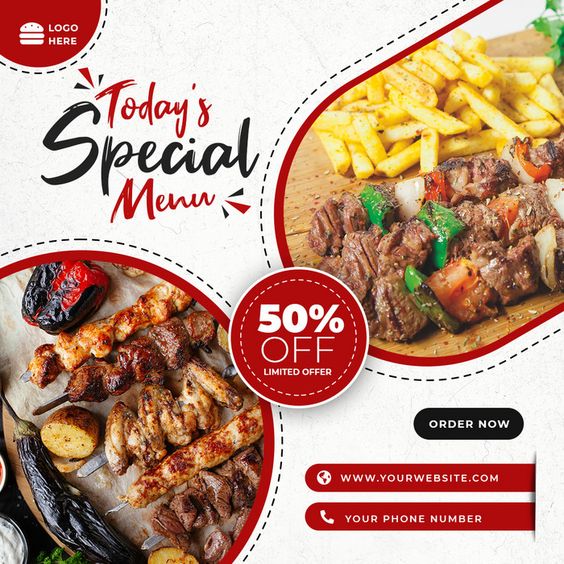 LOGO
HERE
Today's
Special
Menu
50%
OFF
LIMITED OFFER
ORDER NOW
WWW.YOURWEBSITE.COM
YOUR PHONE NUMBER